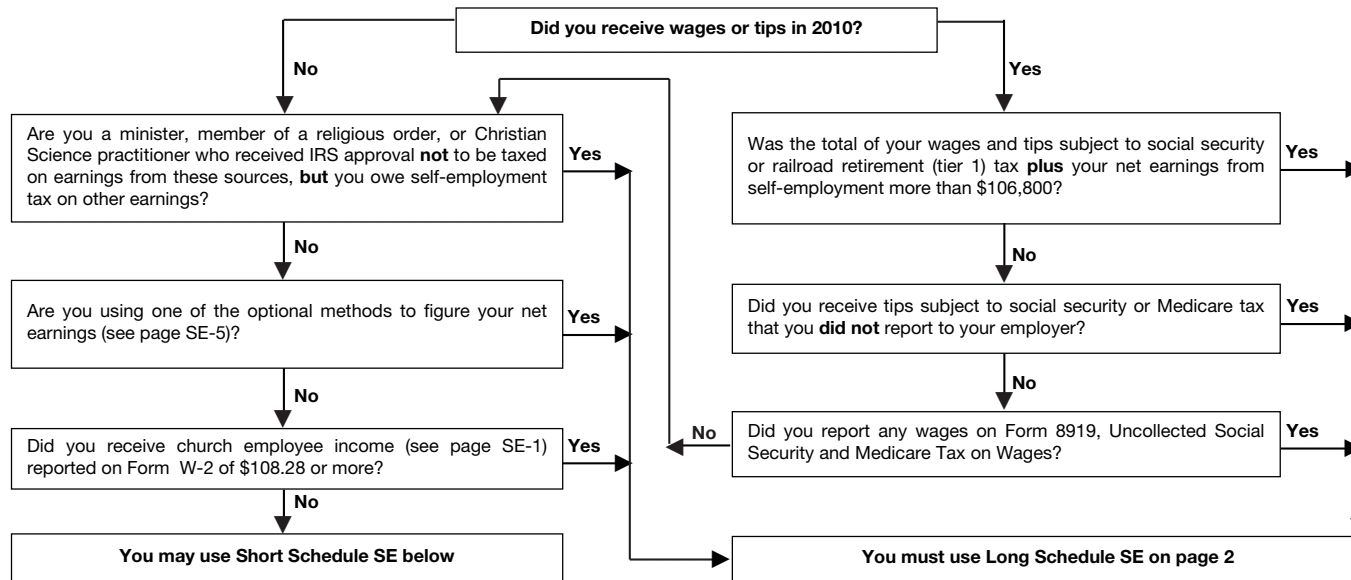 Did you receive wages or tips in 2010?
No
Yes
Are you a minister, member of a religious order, or Christian
Science practitioner who received IRS approval not to be taxed
on earnings from these sources, but you owe self-employment
tax on other earnings?
Yes
No
Are you using one of the optional methods to figure your net
earnings (see page SE-5)?
Yes
No
Did you receive church employee income (see page SE-1)
reported on Form W-2 of $108.28 or more?
Yes
No
You may use Short Schedule SE below
Was the total of your wages and tips subject to social security
or railroad retirement (tier 1) tax plus your net earnings from
self-employment more than $106,800?
Yes
No
Did you receive tips subject to social security or Medicare tax
that you did not report to your employer?
Yes
No
No
Did you report any wages on Form 8919, Uncollected Social
Security and Medicare Tax on Wages?
Yes
You must use Long Schedule SE on page 2